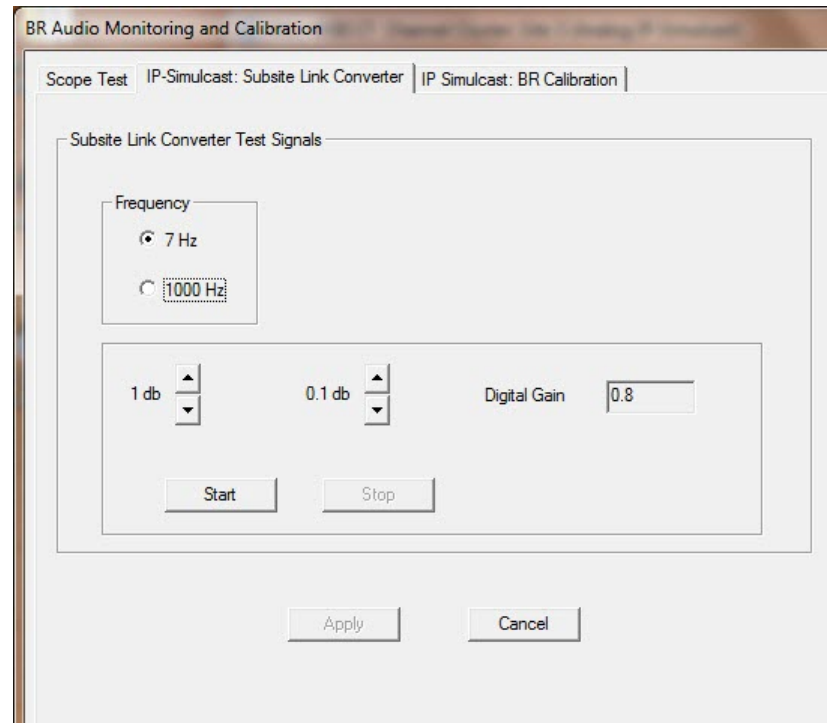 BR Audio Monitoring and Calibration
Scope Test IP-Simulcast: Subsite Link Converter IP Simulcast: BR Calibration
Subsite Link Converter Test Signals
Frequency
7 Hz
1000 Hz
1 db 0.1 db Digital Gain 0.8
Start Stop
Apply Cancel